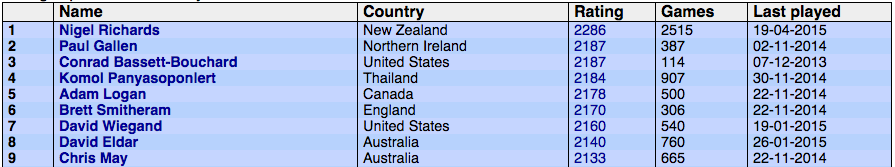 Name Country Rating Games Last played
1 Nigel Richards New Zealand 2286 2515 19-04-2015
2 Paul Gallen Northern Ireland 2187 387 02-11-2014
3 Conrad Bassett-Bouchard United States 2187 114 07-12-2013
4 Komol Panyasoponlert Thailand 2184 907 30-11-2014
5 Adam Logan Canada 2178 500 22-11-2014
6 Brett Smitheram England 2170 306 22-11-2014
7 David Wiegand United States 2160 540 19-01-2015
8 David Eldar Australia 2140 760 26-01-2015
9 Chris May Australia 2133 665 22-11-2014